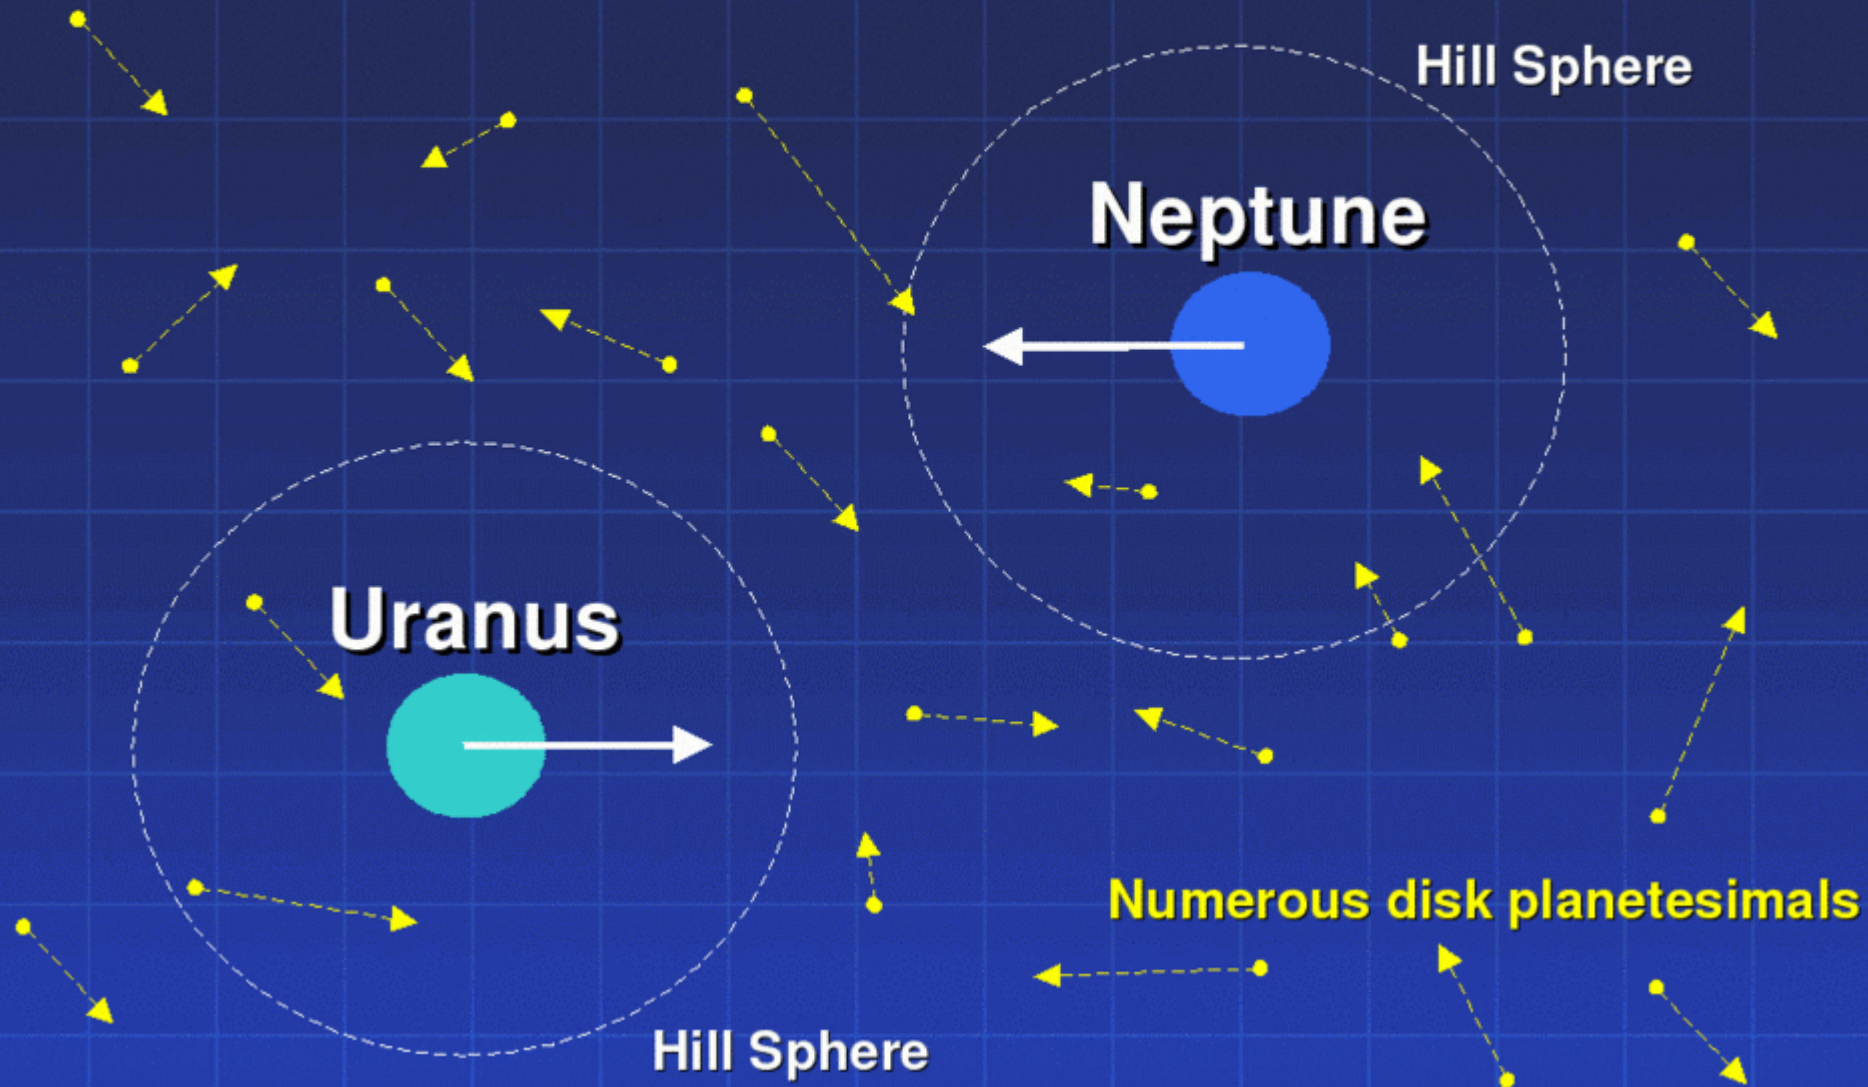 Hill Sphere
Neptune
Uranus
Numerous disk planetesimals
Hill Sphere